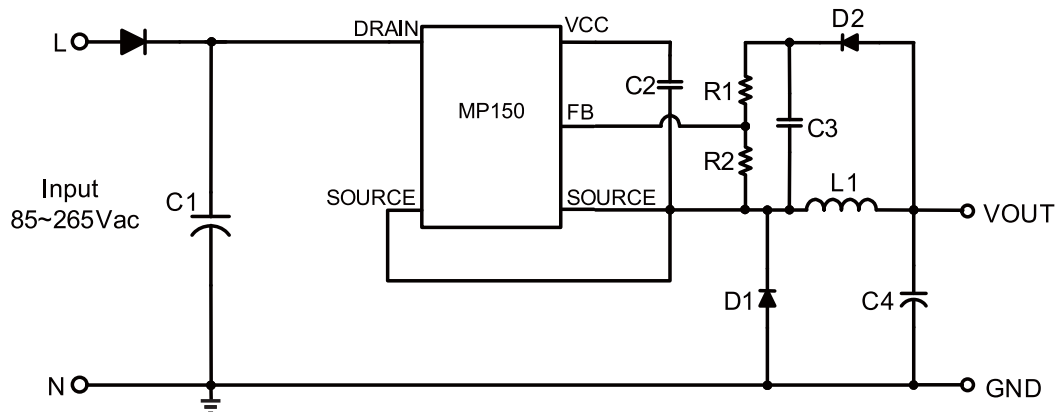 D2
L
DRAIN
VCC
C2
R1
MP150
FB
C3
R2
Input
85~265Vac
C1
SOURCE
SOURCE
L1
VOUT
D1
C4
N
GND